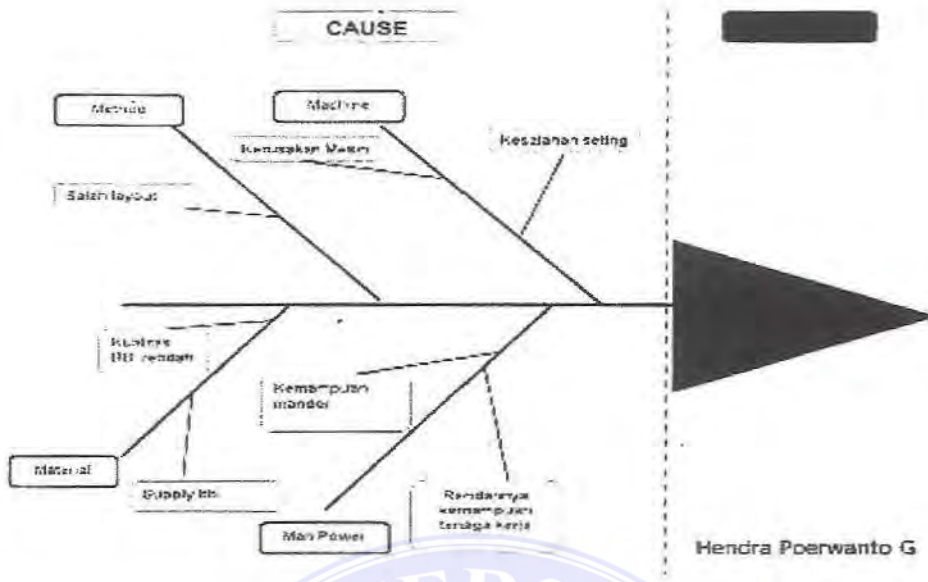 CAUSE
Metode
Machine
Kerusakan Mesin
Kesalahan seting
Salah layout
Kualitas
BB rendah
Kemampuan
mandor
Material
Supply bb
Rendahnya
kemampuan
tenaga kerja
Man Power
Hendra Poerwanto G